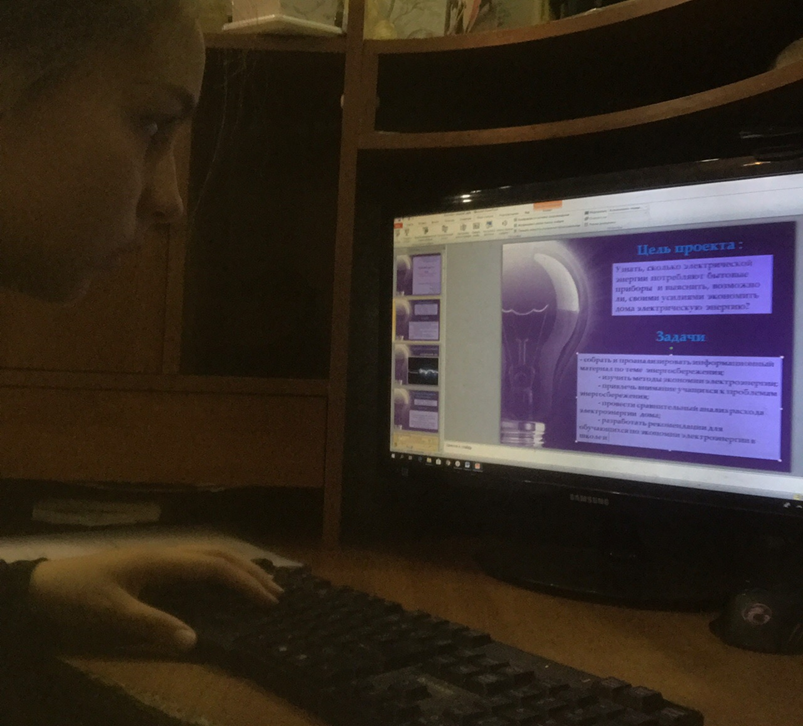 Цель проекта :
Узнать, сколько электрической
энергии потребляют бытовые
приборы и выяснить, возможно
ли, своими усилиями экономить
дома электрическую энергию?
Задачи
- собрать и проанализировать информационный
материал по теме энергосбережения;
- изучить методы экономии электроэнергии;
- привлечь внимание учащихся к проблемам
энергосбережения;
- провести сравнительный анализ расхода
электроэнергии дома;
- разработать рекомендации для
обучающихся по экономии электроэнергии в
школе и
SAMSUNG